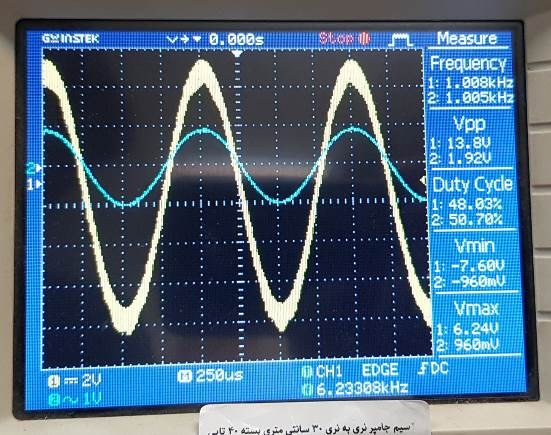 GWINSTEK 0.000s Stop Measure
Frequency
1: 1.008kHz
2: 1.005kHz
Vpp
1: 13.8V
2: 1.92V
Duty Cycle
1: 48.03%
2: 50.70%
Vmin
1: -7.60V
2: -960mV
Vmax
1: 6.24V
2: 960mV
2
1
1 2V M 250us CH1 EDGE DC
2 1V 6.23308kHz
سیم جامپر نری به نری ۳۰ سانتی متری بسته ۴۰ تایی